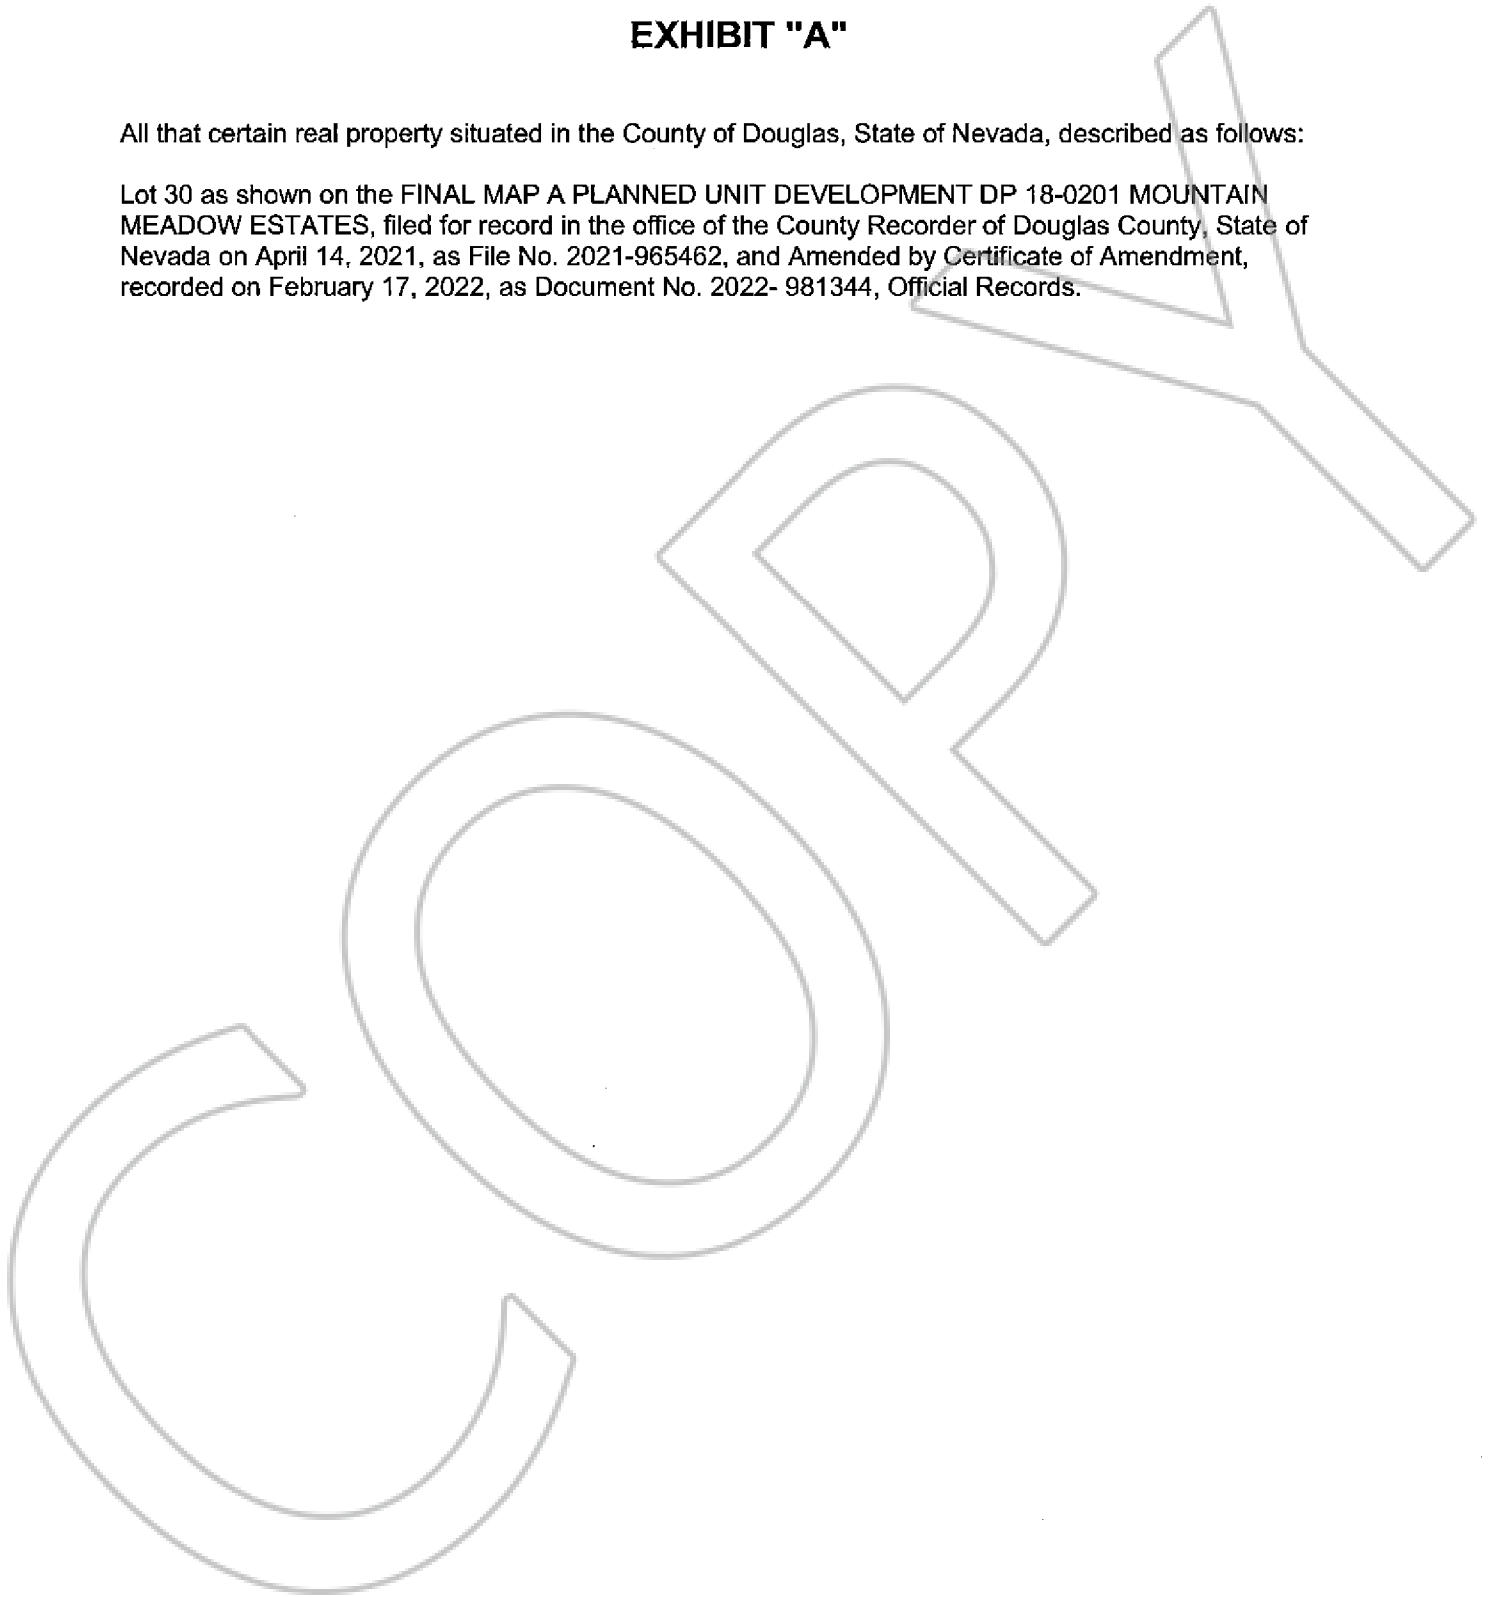 EXHIBIT "A"
All that certain real property situated in the County of Douglas, State of Nevada, described as follows:
Lot 30 as shown on the FINAL MAP A PLANNED UNIT DEVELOPMENT DP 18-0201 MOUNTAIN
MEADOW ESTATES, filed for record in the office of the County Recorder of Douglas County, State of
Nevada on April 14, 2021, as File No. 2021-965462, and Amended by Certificate of Amendment,
recorded on February 17, 2022, as Document No. 2022- 981344, Official Records.
COPY